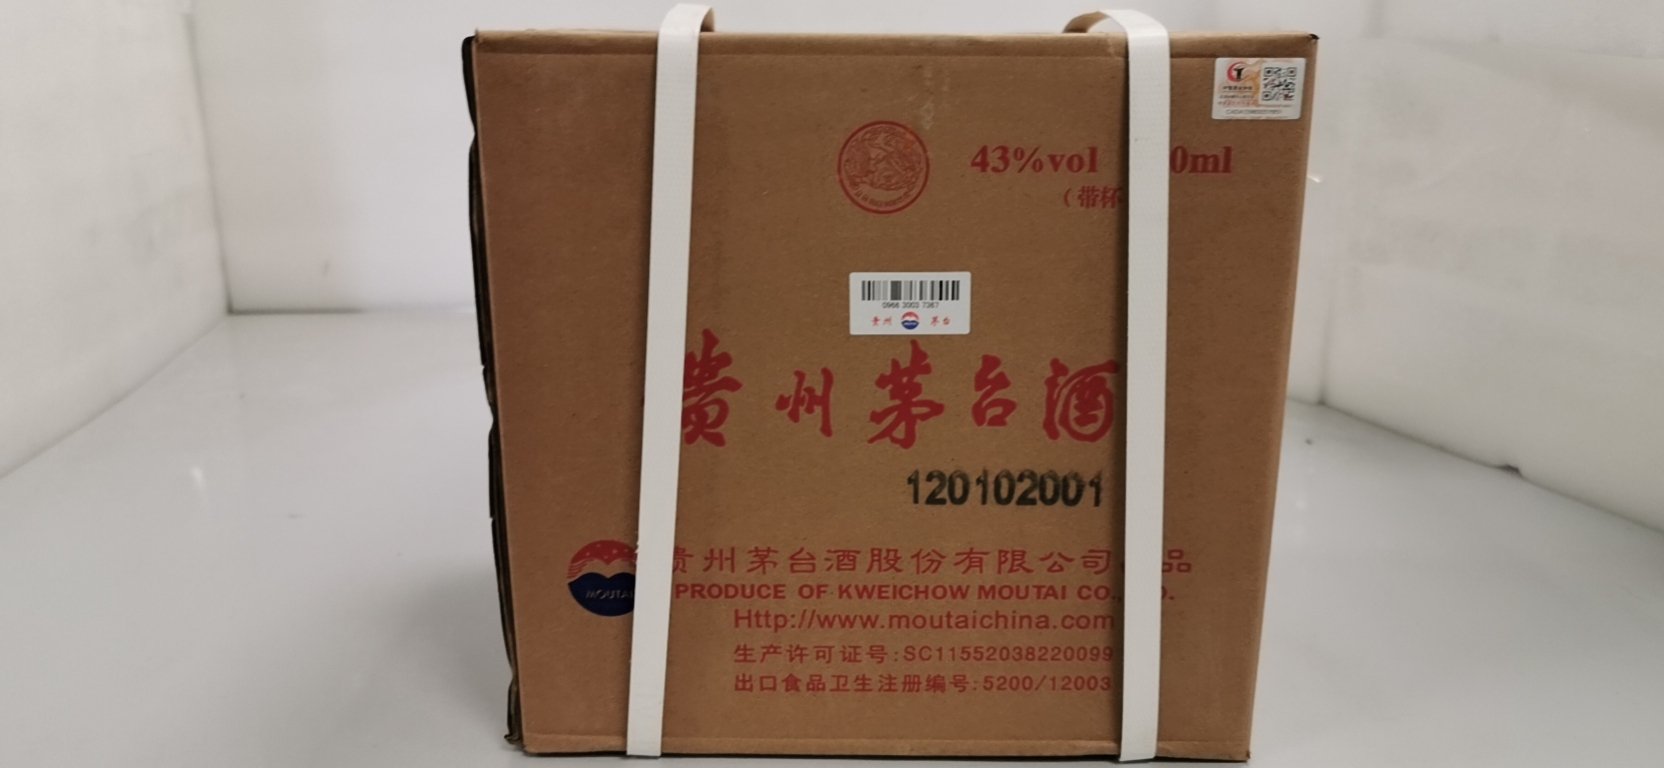 43%vol 0ml
（带杯
0966 3003 7367
贵州 茅台
贵州茅台酒
120102001
MOUTAI
贵州茅台酒股份有限公司 品
PRODUCE OF KWEICHOW MOUTAI CO., D.
Http://www.moutaichina.com
生产许可证号:SC11552038220099
出口食品卫生注册编号:5200/12003